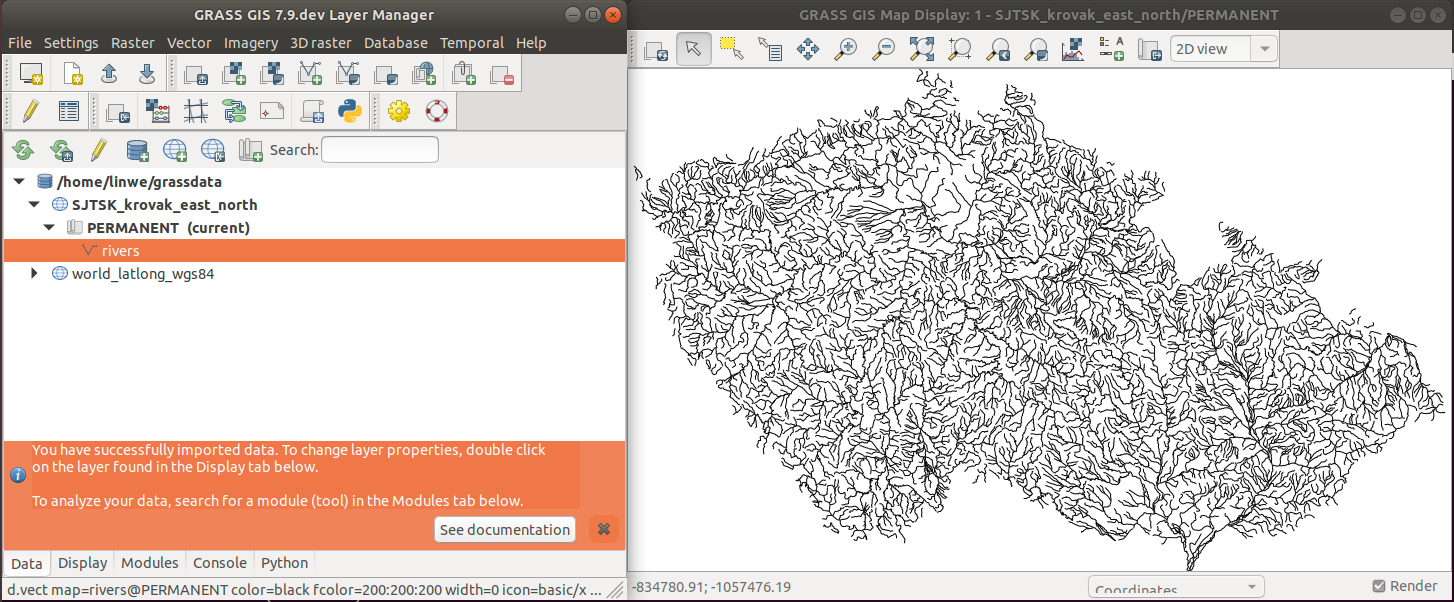 GRASS GIS 7.9.dev Layer Manager
File Settings Raster Vector Imagery 3D raster Database Temporal Help
Search:
/home/linwe/grassdata
SJTSK_krovak_east_north
PERMANENT (current)
rivers
world_latlong_wgs84
You have successfully imported data. To change layer properties, double click
on the layer found in the Display tab below.
To analyze your data, search for a module (tool) in the Modules tab below.
See documentation
Data Display Modules Console Python
d.vect map=rivers@PERMANENT color=black fcolor=200:200:200 width=0 icon=basic/x ...
GRASS GIS Map Display: 1 - SJTSK_krovak_east_north/PERMANENT
2D view
-834780.91; -1057476.19
Coordinates
Render